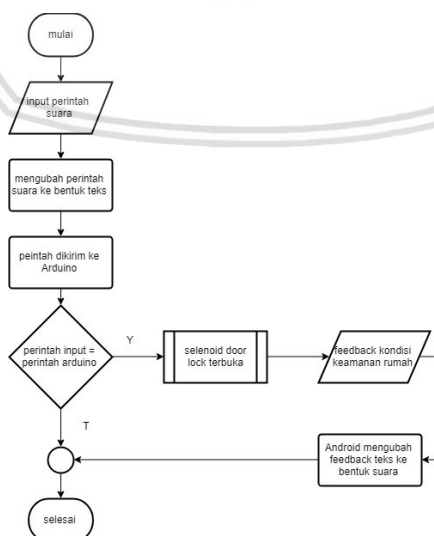 mulai
input perintah
suara
mengubah perintah
suara ke bentuk teks
peintah dikirim ke
Arduino
perintah input =
perintah arduino
Y
selenoid door
lock terbuka
feedback kondisi
keamanan rumah
T
Android mengubah
feedback teks ke
bentuk suara
selesai